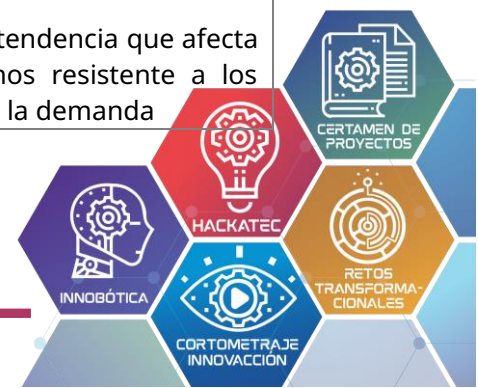 tendencia que afecta
nos resistente a los
la demanda
CERTAMEN DE
PROYECTOS
HACKATEC
INNOBÓTICA
RETOS
TRANSFORMA-
CIONALES
CORTOMETRAJE
INNOVACCIÓN